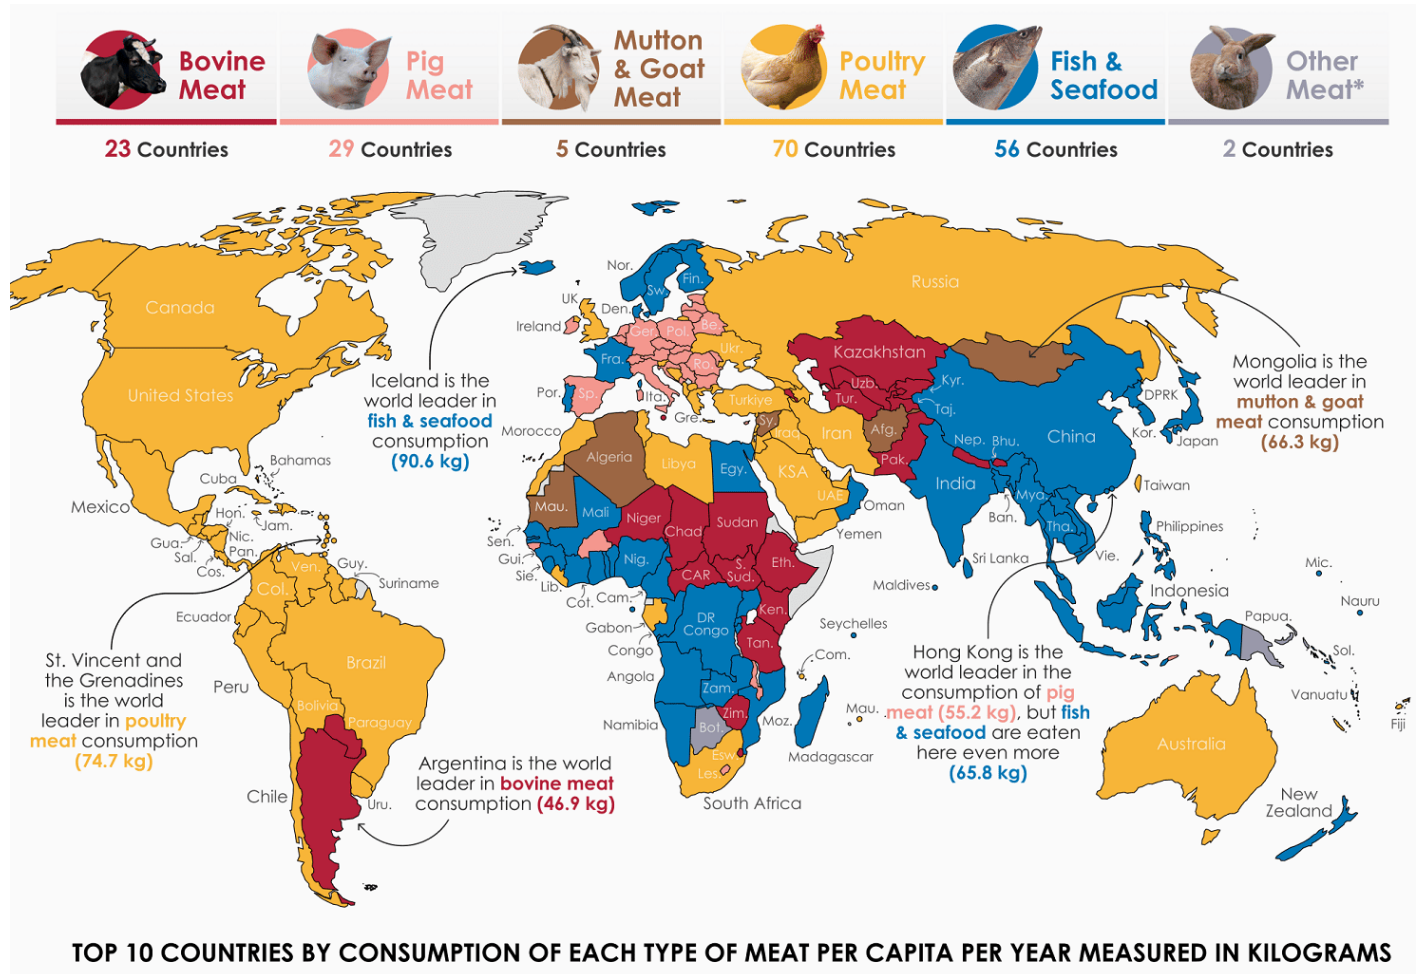 Bovine
Meat
Pig
Meat
Mutton
& Goat
Meat
Poultry
Meat
Fish &
Seafood
Other
Meat*
23 Countries
29 Countries
5 Countries
70 Countries
56 Countries
2 Countries
Canada
United States
Mexico
Cuba
Bahamas
Hon.
Jam.
Gua.
Nic.
Sal.
Pan.
Cos.
Ven.
Guy.
Suriname
Col.
Ecuador
Peru
Brazil
Bolivia
Paraguay
Chile
Uru.
Nor.
Sw.
Fin.
UK
Den.
Ireland
Ger.
Pol.
Be.
Ukr.
Fra.
Ro.
Por.
Sp.
Ita.
Gre.
Turkiye
Russia
Kazakhstan
Uzb.
Tur.
Kyr.
Taj.
Morocco
Algeria
Libya
Egy.
Sy.
Iraq
Iran
Afg.
Pak.
KSA
UAE
Oman
Yemen
Nep.
Bhu.
India
Ban.
Mya.
Tha.
Vie.
China
DPRK
Kor.
Japan
Taiwan
Philippines
Sri Lanka
Maldives
Indonesia
Mic.
Nauru
Papua.
Sol.
Vanuatu
Fiji
Australia
New
Zealand
Mau.
Mali
Niger
Chad
Sudan
Sen.
Gui.
Sie.
Lib.
Cot.
Nig.
Cam.
CAR
S.
Sud.
Eth.
Gabon
Congo
DR
Congo
Ken.
Tan.
Seychelles
Com.
Angola
Zam.
Namibia
Bot.
Zim.
Moz.
Mau.
Madagascar
Esw.
Les.
South Africa
Iceland is the
world leader in
fish & seafood
consumption
(90.6 kg)
Mongolia is the
world leader in
mutton & goat
meat consumption
(66.3 kg)
St. Vincent and
the Grenadines
is the world
leader in poultry
meat consumption
(74.7 kg)
Argentina is the world
leader in bovine meat
consumption (46.9 kg)
Hong Kong is the
world leader in the
consumption of pig
meat (55.2 kg), but fish
& seafood are eaten
here even more
(65.8 kg)
TOP 10 COUNTRIES BY CONSUMPTION OF EACH TYPE OF MEAT PER CAPITA PER YEAR MEASURED IN KILOGRAMS